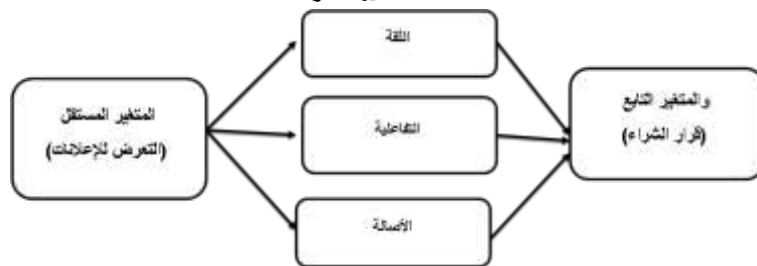 الثقة
المتغير المستقل
(التعرض للإعلانات)
التفاعلية
والمتغير التابع
(قرار الشراء)
الأصالة